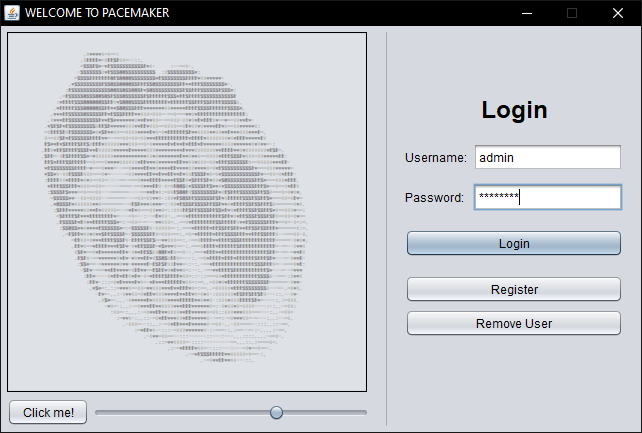 WELCOME TO PACEMAKER
Login
Username: admin
Password: ********
Login
Register
Remove User
Click me!